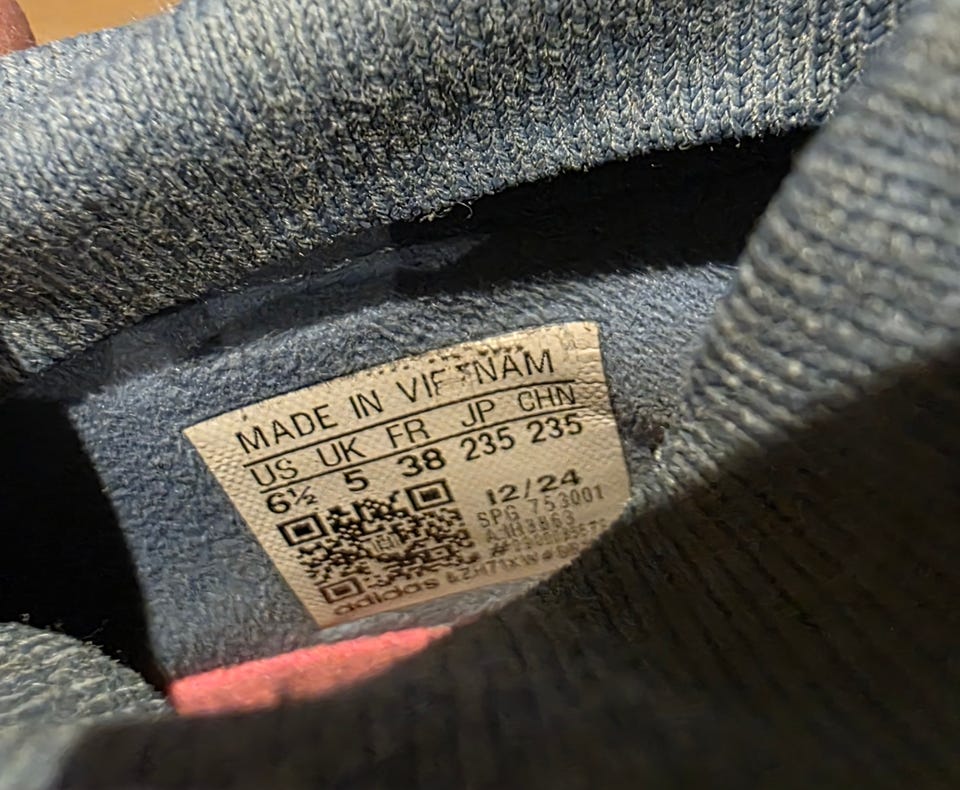 MADE IN VIETNAM
US UK FR JP CHN
6½ 5 38 235 235
12/24
SPG 753001
adidas